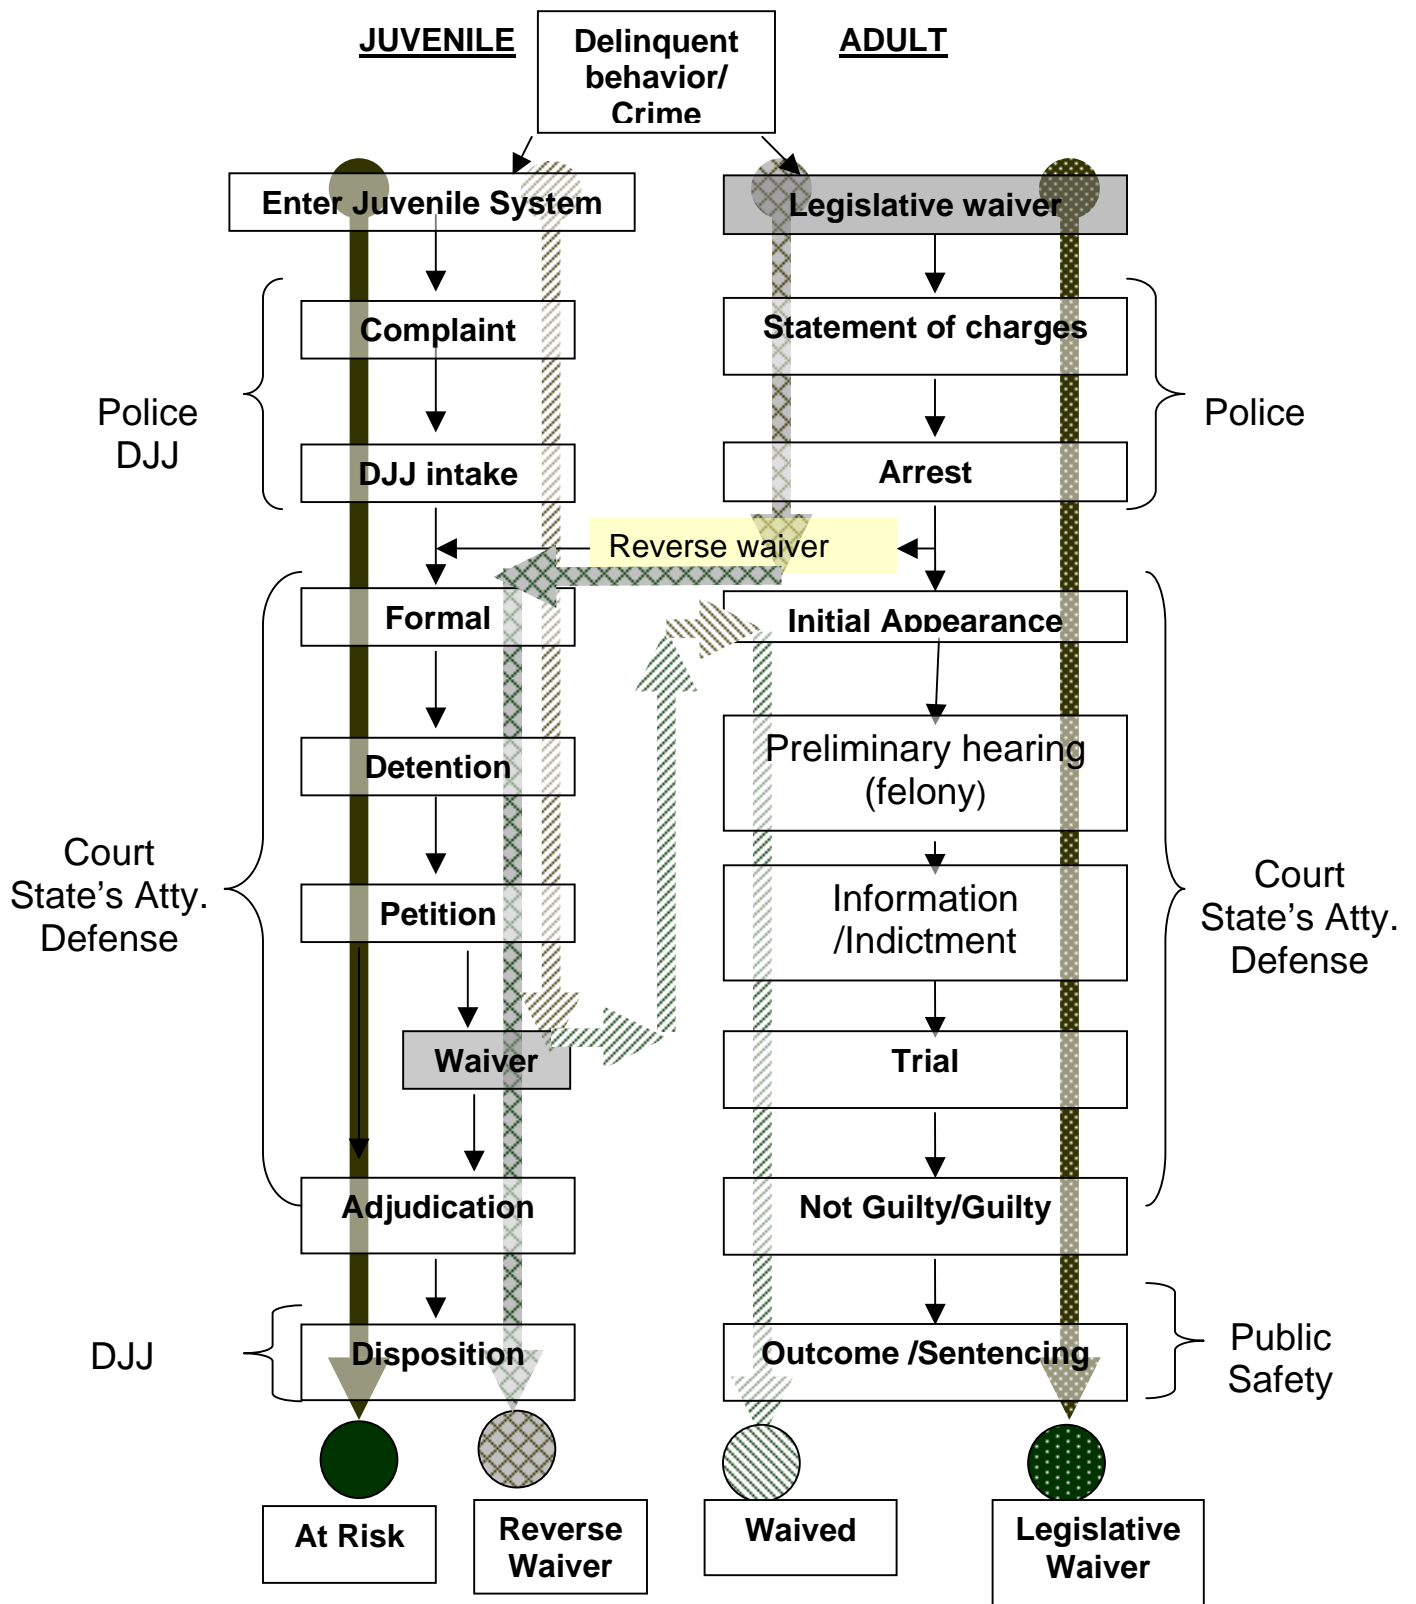 JUVENILE
Delinquent
behavior/
Crime
ADULT
Enter Juvenile System
Legislative waiver
Complaint
Statement of charges
Police
DJJ
Police
DJJ intake
Arrest
Reverse waiver
Formal
Initial Appearance
Detention
Preliminary hearing
(felony)
Court
State’s Atty.
Defense
Petition
Information
/Indictment
Court
State’s Atty.
Defense
Waiver
Trial
Adjudication
Not Guilty/Guilty
DJJ
Disposition
Outcome /Sentencing
Public
Safety
At Risk
Reverse
Waiver
Waived
Legislative
Waiver